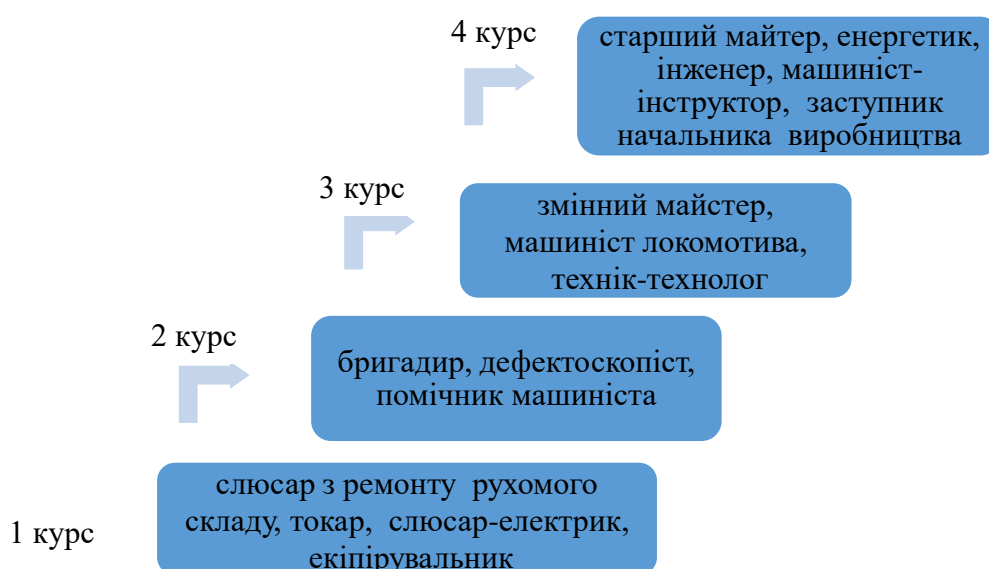 4 курс
старший майтер, енергетик,
інженер, машиніст-
інструктор, заступник
начальника виробництва
3 курс
змінний майстер,
машиніст локомотива,
технік-технолог
2 курс
бригадир, дефектоскопіст,
помічник машиніста
1 курс
слюсар з ремонту рухомого
складу, токар, слюсар-електрик,
екіпірувальник